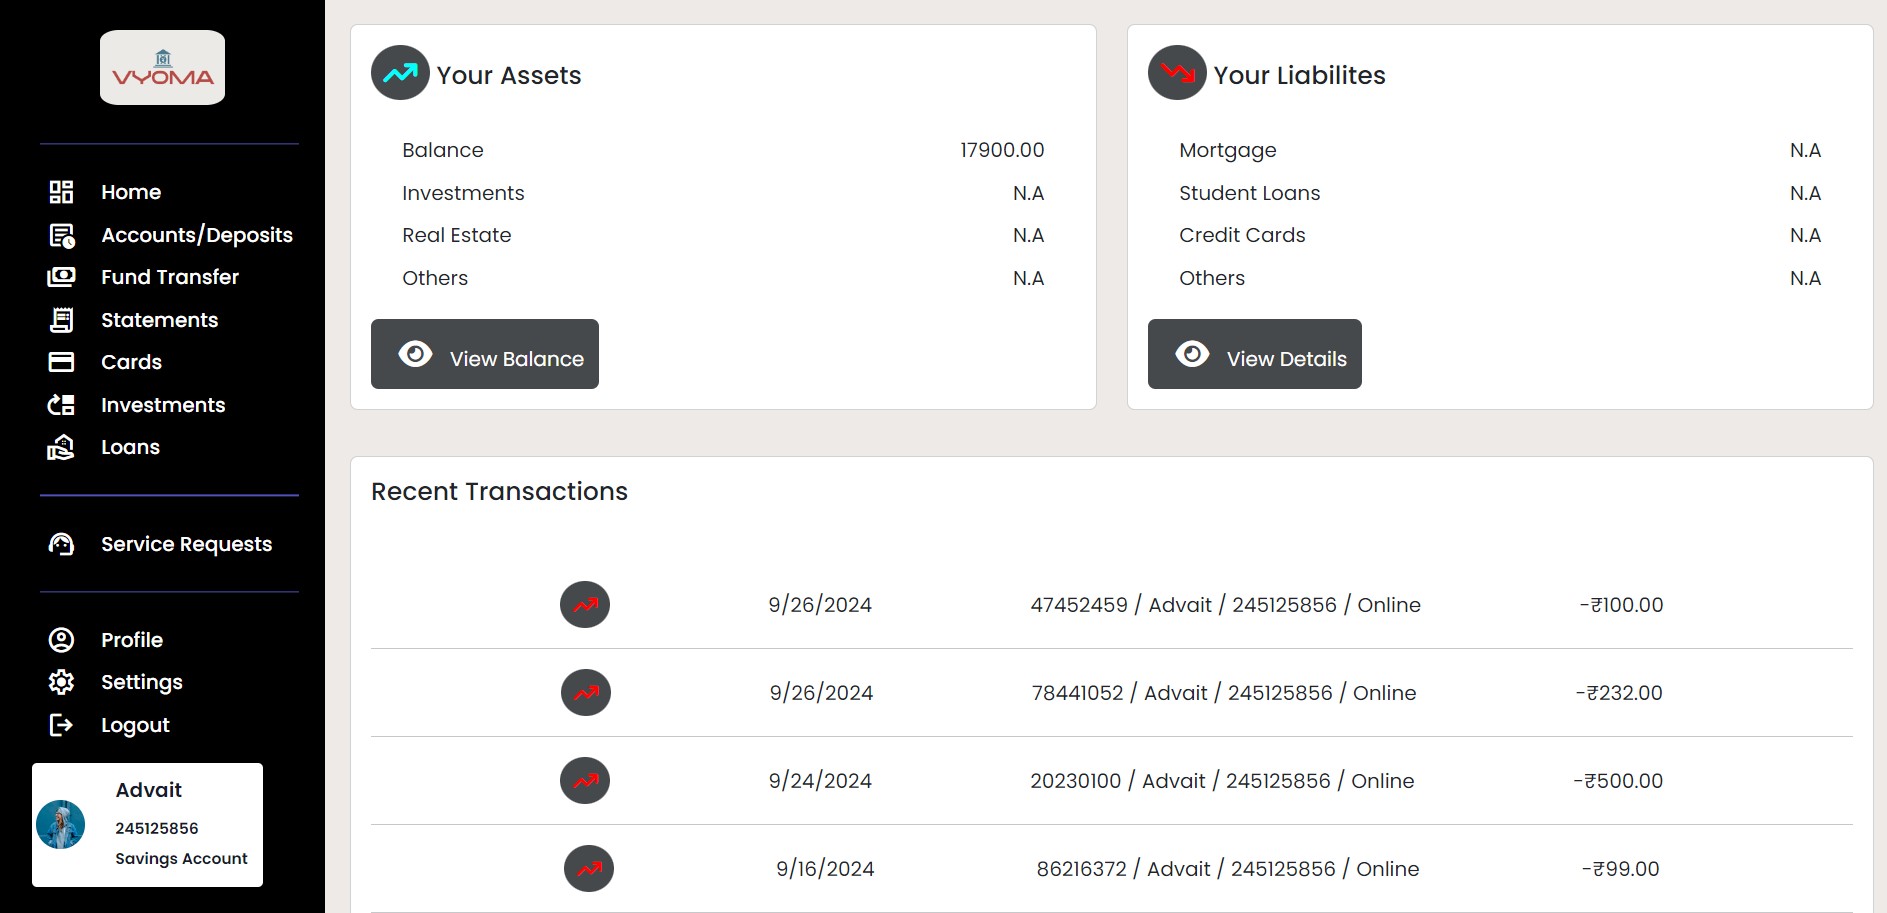 VYOMA
Home
Accounts/Deposits
Fund Transfer
Statements
Cards
Investments
Loans
Service Requests
Profile
Settings
Logout
Advait
245125856
Savings Account
Your Assets
Balance 17900.00
Investments N.A
Real Estate N.A
Others N.A
View Balance
Your Liabilites
Mortgage N.A
Student Loans N.A
Credit Cards N.A
Others N.A
View Details
Recent Transactions
9/26/2024 47452459 / Advait / 245125856 / Online -₹100.00
9/26/2024 78441052 / Advait / 245125856 / Online -₹232.00
9/24/2024 20230100 / Advait / 245125856 / Online -₹500.00
9/16/2024 86216372 / Advait / 245125856 / Online -₹99.00